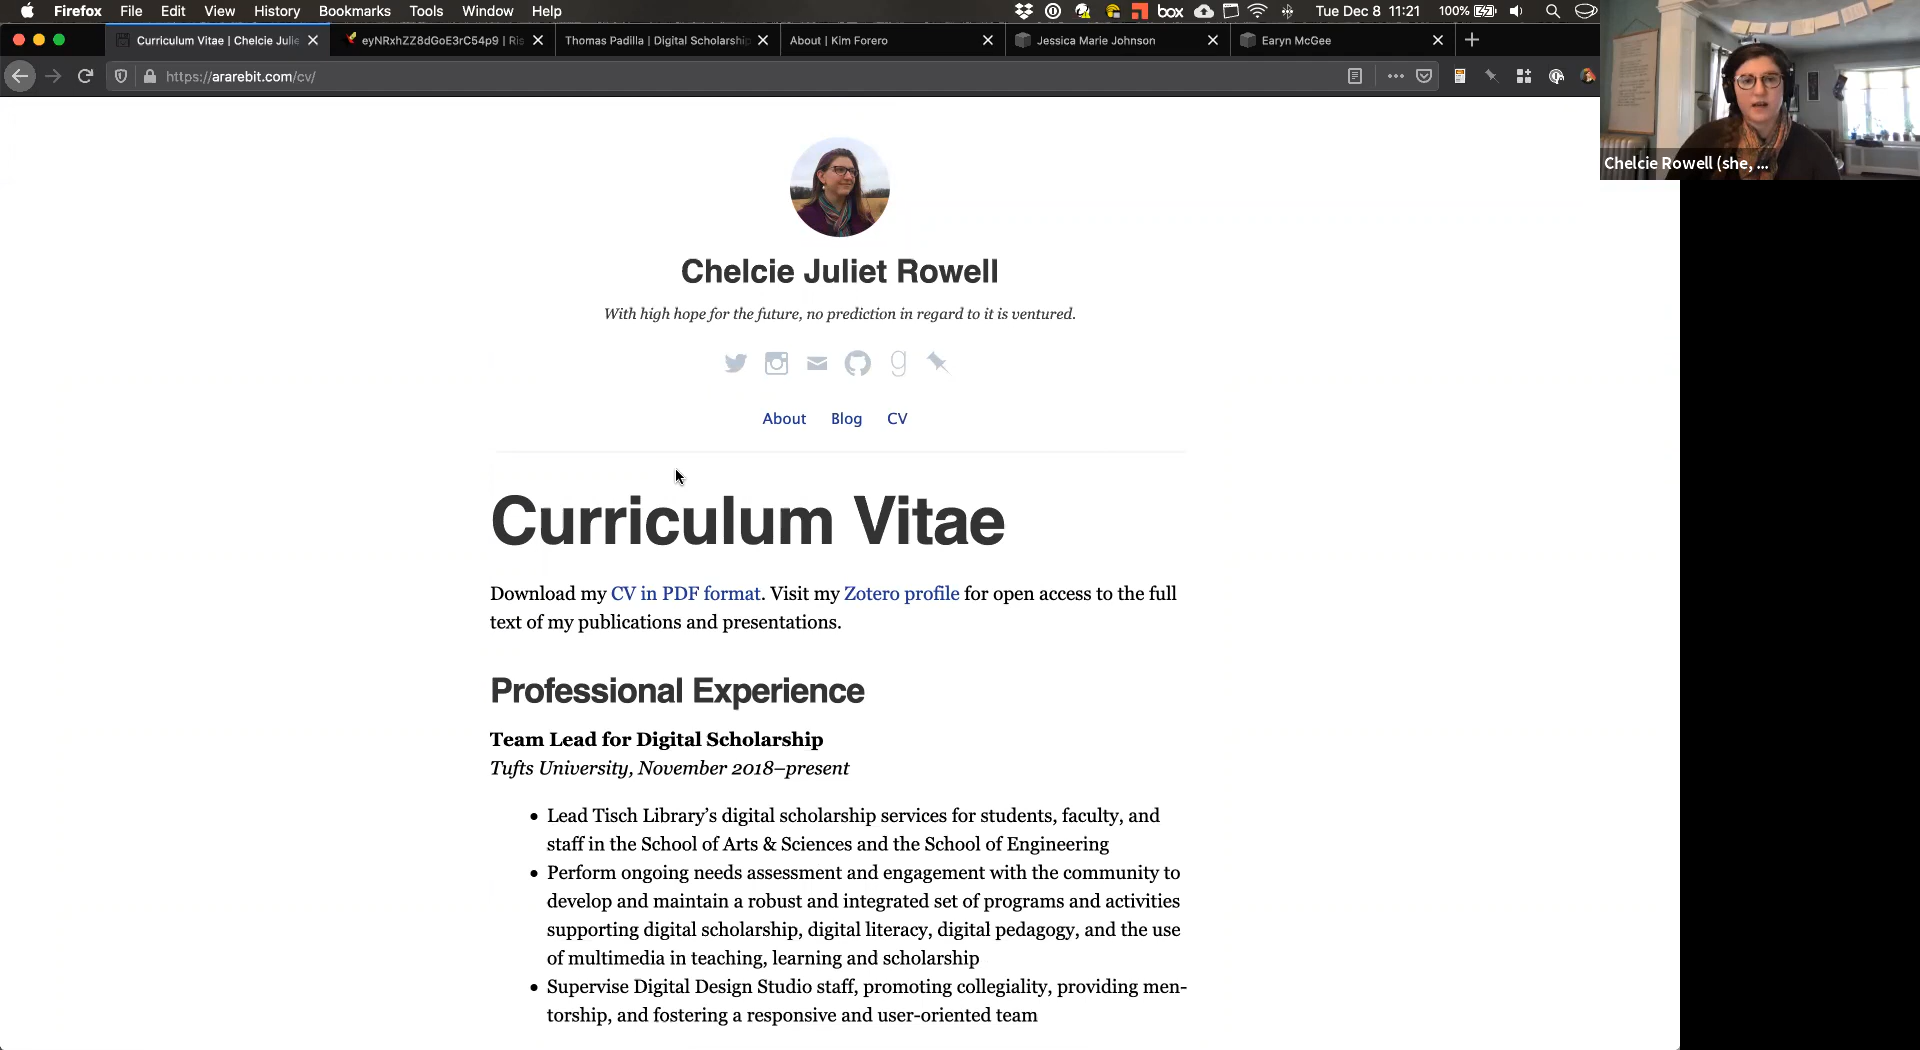 Firefox File Edit View History Bookmarks Tools Window Help box Tue Dec 8 11:21 100%
Curriculum Vitae | Chelcie Julie eyNRxhZZ8dGoE3rC54p9 | Ris Thomas Padilla | Digital Scholarship About | Kim Forero Jessica Marie Johnson Earyn McGee
https://ararebit.com/cv/
Chelcie Rowell (she, ...
Chelcie Juliet Rowell
With high hope for the future, no prediction in regard to it is ventured.
About Blog CV
Curriculum Vitae
Download my CV in PDF format. Visit my Zotero profile for open access to the full
text of my publications and presentations.
Professional Experience
Team Lead for Digital Scholarship
Tufts University, November 2018–present
• Lead Tisch Library’s digital scholarship services for students, faculty, and
staff in the School of Arts & Sciences and the School of Engineering
• Perform ongoing needs assessment and engagement with the community to
develop and maintain a robust and integrated set of programs and activities
supporting digital scholarship, digital literacy, digital pedagogy, and the use
of multimedia in teaching, learning and scholarship
• Supervise Digital Design Studio staff, promoting collegiality, providing men-
torship, and fostering a responsive and user-oriented team